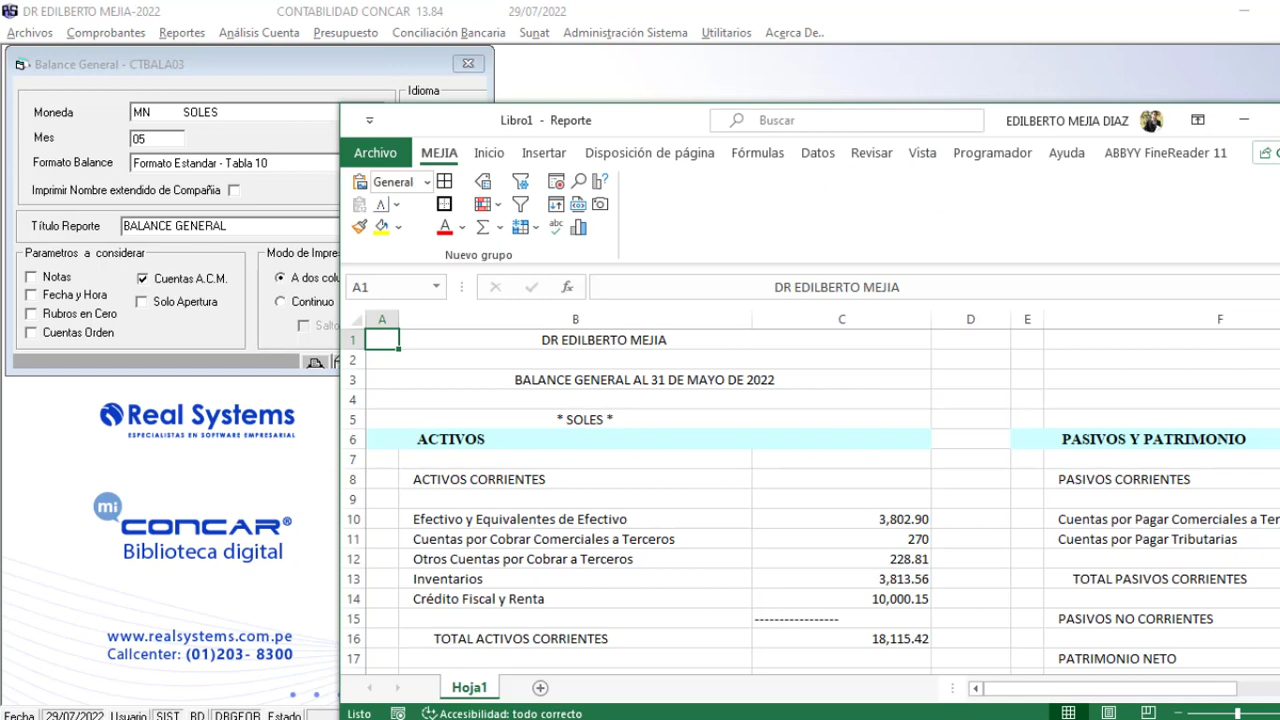 DR EDILBERTO MEJIA-2022 CONTABILIDAD CONCAR 13.84 29/07/2022
Archivos Comprobantes Reportes Análisis Cuenta Presupuesto Conciliación Bancaria Sunat Administración Sistema Utilitarios Acerca De..
Balance General - CTBALA03
Idioma
Moneda MN SOLES
Mes 05
Formato Balance Formato Estandar - Tabla 10
Imprimir Nombre extendido de Compañia
Título Reporte BALANCE GENERAL
Parametros a considerar
Notas
Cuentas A.C.M.
Fecha y Hora
Solo Apertura
Rubros en Cero
Cuentas Orden
Modo de Impre
A dos colu
Continuo
Salto
Real Systems
ESPECIALISTAS EN SOFTWARE EMPRESARIAL
mi
CONCAR®
Biblioteca digital
www.realsystems.com.pe
Callcenter: (01)203- 8300
Fecha 29/07/2022 Usuario SIST BD DBGEOB Estado
Libro1 - Reporte Buscar EDILBERTO MEJIA DIAZ
Archivo MEJIA Inicio Insertar Disposición de página Fórmulas Datos Revisar Vista Programador Ayuda ABBYY FineReader 11
General
Nuevo grupo
A1 fx DR EDILBERTO MEJIA
A B C D E F
1 DR EDILBERTO MEJIA
2
3 BALANCE GENERAL AL 31 DE MAYO DE 2022
4
5 * SOLES *
6 ACTIVOS PASIVOS Y PATRIMONIO
7
8 ACTIVOS CORRIENTES PASIVOS CORRIENTES
9
10 Efectivo y Equivalentes de Efectivo 3,802.90 Cuentas por Pagar Comerciales a Ter
11 Cuentas por Cobrar Comerciales a Terceros 270 Cuentas por Pagar Tributarias
12 Otros Cuentas por Cobrar a Terceros 228.81
13 Inventarios 3,813.56 TOTAL PASIVOS CORRIENTES
14 Crédito Fiscal y Renta 10,000.15
15 ----------------- PASIVOS NO CORRIENTES
16 TOTAL ACTIVOS CORRIENTES 18,115.42
17 PATRIMONIO NETO
Hoja1
Listo Accesibilidad: todo correcto